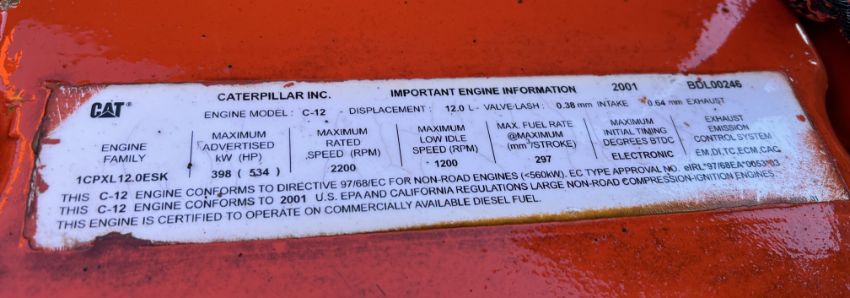 CATERPILLAR INC. IMPORTANT ENGINE INFORMATION 2001 BDL00246
CAT®
ENGINE MODEL: C-12 DISPLACEMENT: 12.0 L VALVE LASH: 0.38 mm INTAKE 0.64 mm EXHAUST
ENGINE FAMILY MAXIMUM ADVERTISED kW (HP) MAXIMUM RATED SPEED (RPM) MAXIMUM LOW IDLE SPEED (RPM) MAX. FUEL RATE @MAXIMUM (mm³/STROKE) MAXIMUM INITIAL TIMING DEGREES BTDC EXHAUST EMISSION CONTROL SYSTEM
1CPXL12.0ESK 398 ( 534 ) 2200 1200 297 ELECTRONIC EM,DI,TC,ECM,CAC
THIS C-12 ENGINE CONFORMS TO DIRECTIVE 97/68/EC FOR NON-ROAD ENGINES (<560kW). EC TYPE APPROVAL NO.
THIS C-12 ENGINE CONFORMS TO 2001 U.S. EPA AND CALIFORNIA REGULATIONS LARGE NON-ROAD COMPRESSION-IGNITION ENGINES.
THIS ENGINE IS CERTIFIED TO OPERATE ON COMMERCIALLY AVAILABLE DIESEL FUEL.